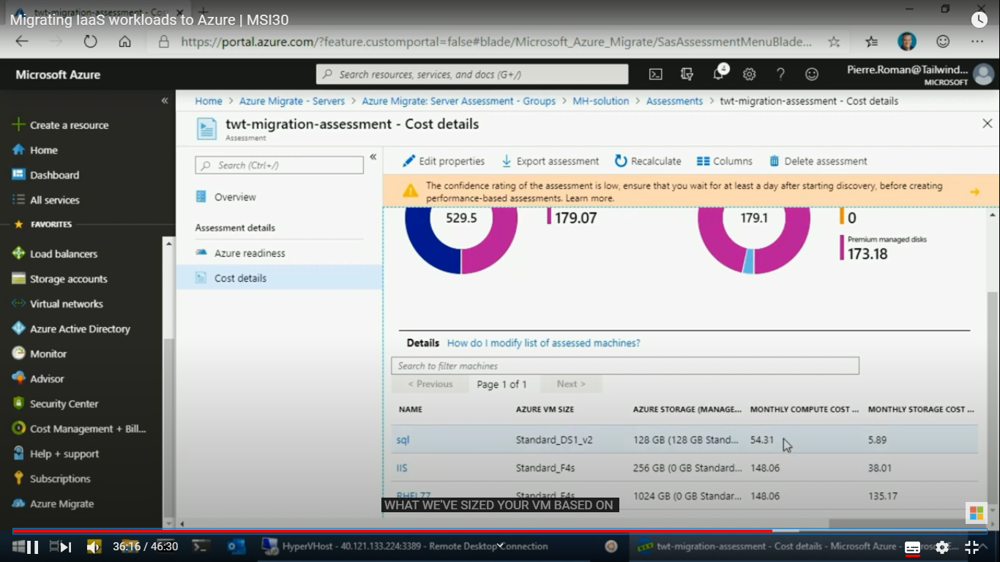 twt-migration-assessment - Co
Migrating IaaS workloads to Azure | MSI30
https://portal.azure.com/?feature.customportal=false#blade/Microsoft_Azure_Migrate/SasAssessmentMenuBlade...
Microsoft Azure
Search resources, services, and docs (G+/)
4
Pierre.Roman@Tailwind...
MICROSOFT
Home > Azure Migrate - Servers > Azure Migrate: Server Assessment - Groups > MH-solution > Assessments > twt-migration-assessment - Cost details
twt-migration-assessment - Cost details
Assessment
Create a resource
Home
Dashboard
All services
FAVORITES
Load balancers
Storage accounts
Virtual networks
Azure Active Directory
Monitor
Advisor
Security Center
Cost Management + Bill...
Help + support
Subscriptions
Azure Migrate
Search (Ctrl+/)
Overview
Assessment details
Azure readiness
Cost details
Edit properties
Export assessment
Recalculate
Columns
Delete assessment
The confidence rating of the assessment is low, ensure that you wait for at least a day after starting discovery, before creating
performance-based assessments. Learn more.
529.5
179.07
179.1
0
Premium managed disks
173.18
Details How do I modify list of assessed machines?
Search to filter machines
< Previous Page 1 of 1 Next >
NAME AZURE VM SIZE AZURE STORAGE (MANAGE... MONTHLY COMPUTE COST ... MONTHLY STORAGE COST ...
sql Standard_DS1_v2 128 GB (128 GB Stand... 54.31 5.89
IIS Standard_F4s 256 GB (0 GB Standard... 148.06 38.01
RHEL77 Standard_F4s 1024 GB (0 GB Standar... 148.06 135.17
WHAT WE'VE SIZED YOUR VM BASED ON
36:16 / 46:30
HyperVHost - 40.121.133.224:3389 - Remote Desktop Connection
twt-migration-assessment - Cost details - Microsoft Azure -